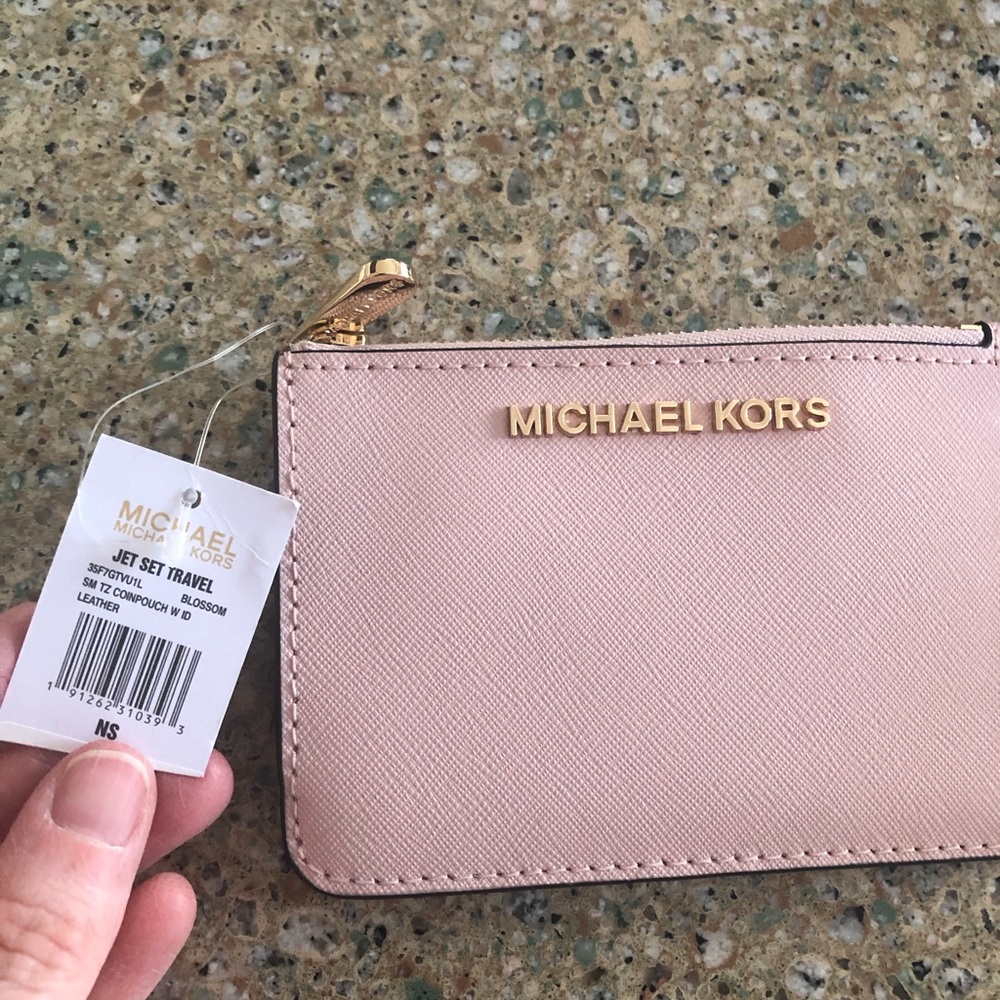 MICHAEL KORS
MICHAEL
MICHAEL KORS
JET SET TRAVEL
35F7GTVU1L BLOSSOM
SM TZ COINPOUCH W ID
LEATHER
1 91262 31039 3
NS